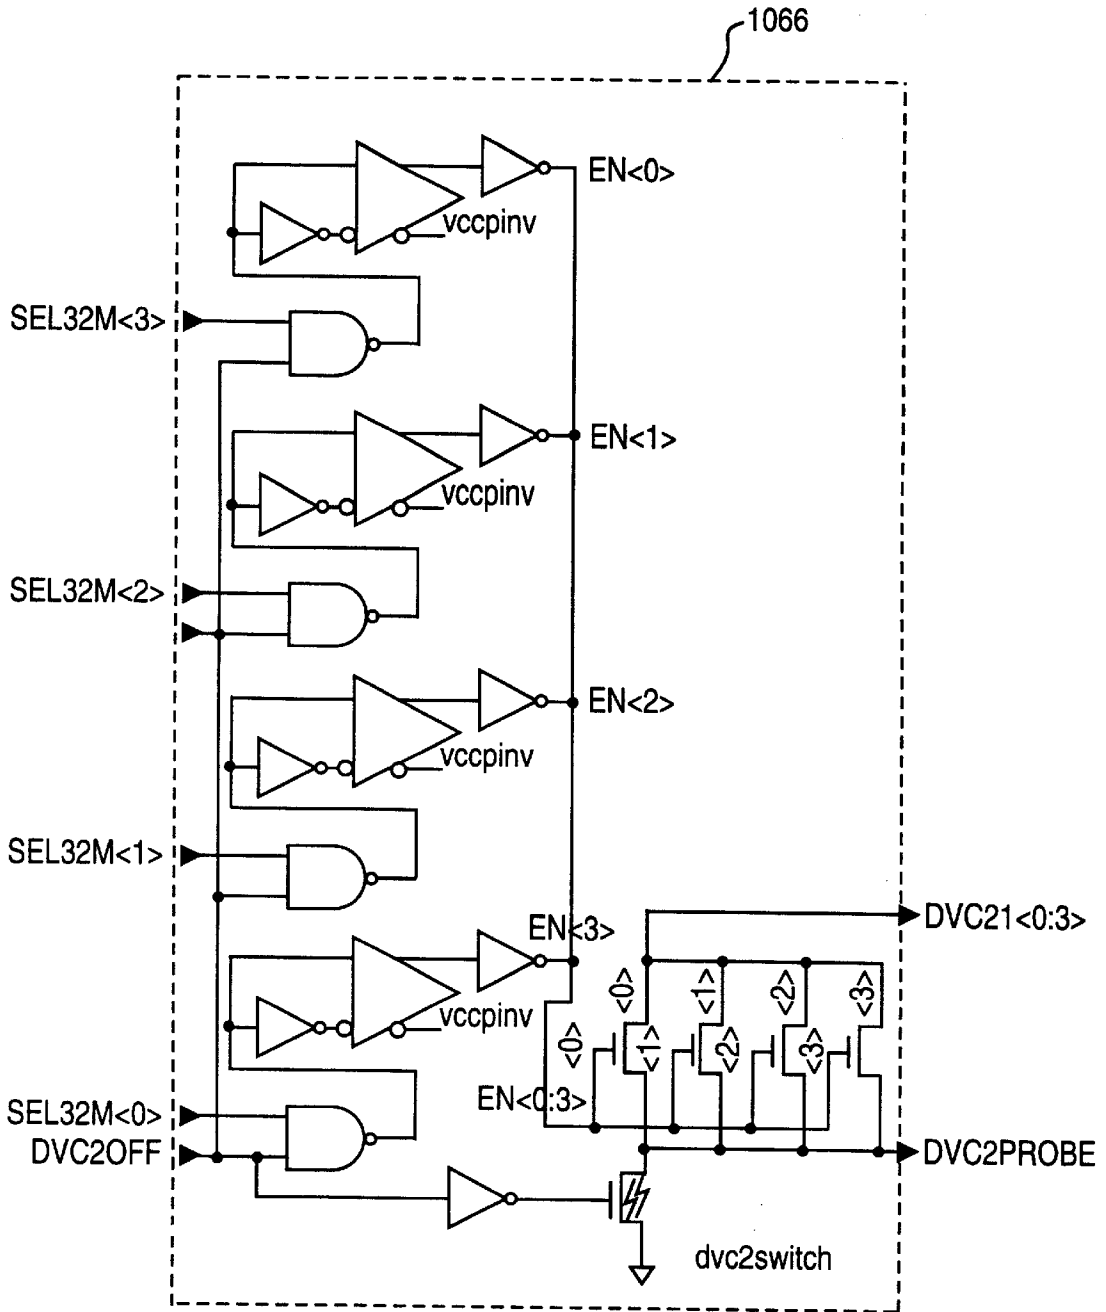 1066
EN<0>
vccpinv
SEL32M<3>
EN<1>
vccpinv
SEL32M<2>
EN<2>
vccpinv
SEL32M<1>
EN<3>
DVC21<0:3>
vccpinv
<0>
<1>
<2>
<3>
<0>
<1>
<2>
<3>
EN<0:3>
SEL32M<0>
DVC2OFF
DVC2PROBE
dvc2switch